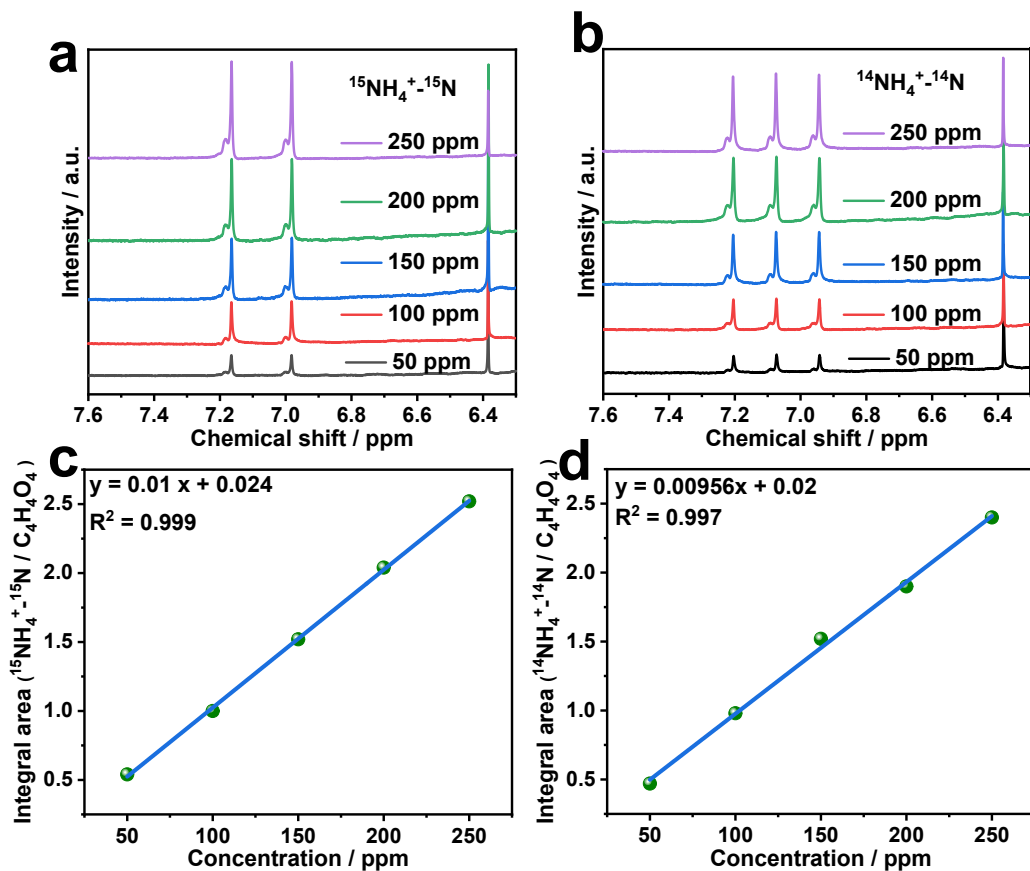 a
¹⁵NH₄⁺-¹⁵N
250 ppm
200 ppm
150 ppm
100 ppm
50 ppm
Intensity / a.u.
7.6 7.4 7.2 7.0 6.8 6.6 6.4
Chemical shift / ppm
b
¹⁴NH₄⁺-¹⁴N
250 ppm
200 ppm
150 ppm
100 ppm
50 ppm
Intensity / a.u.
7.6 7.4 7.2 7.0 6.8 6.6 6.4
Chemical shift / ppm
c
y = 0.01 x + 0.024
R² = 0.999
Integral area (¹⁵NH₄⁺-¹⁵N / C₄H₄O₄)
2.5
2.0
1.5
1.0
0.5
50 100 150 200 250
Concentration / ppm
d
y = 0.00956x + 0.02
R² = 0.997
Integral area (¹⁴NH₄⁺-¹⁴N / C₄H₄O₄ )
2.5
2.0
1.5
1.0
0.5
50 100 150 200 250
Concentration / ppm